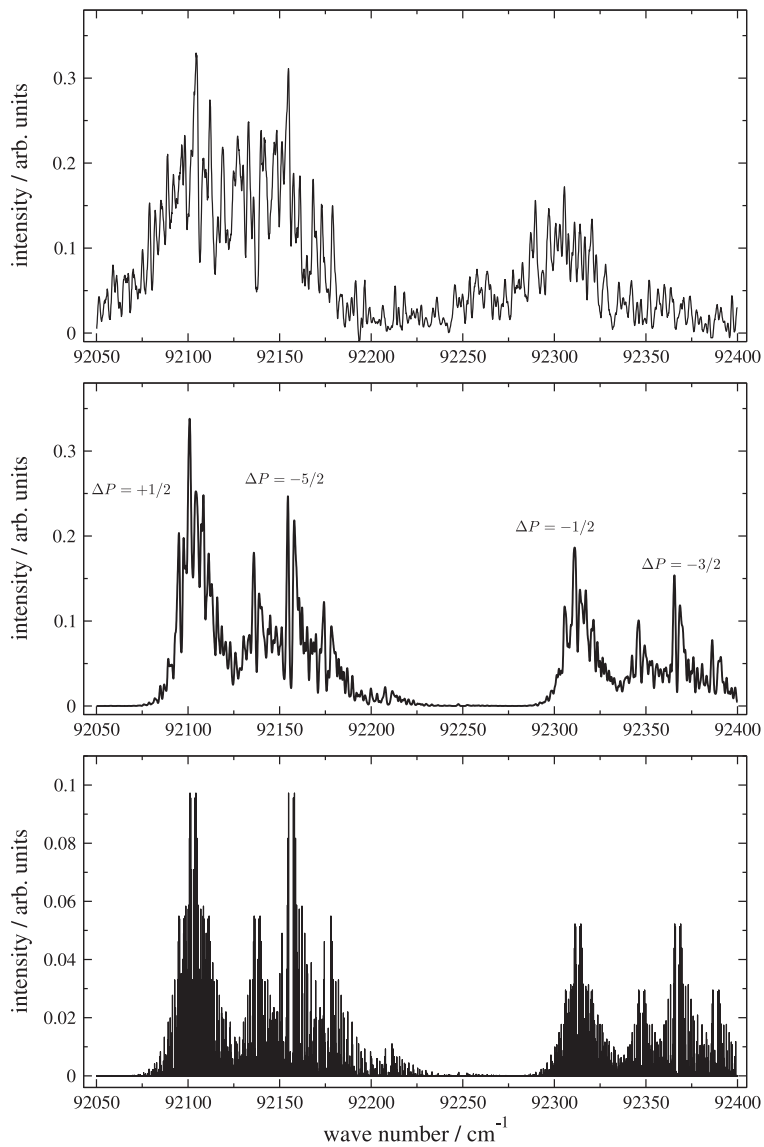 0.3
0.2
0.1
0
intensity / arb. units
92050 92100 92150 92200 92250 92300 92350 92400
0.3
0.2
0.1
0
intensity / arb. units
ΔP = +1/2
ΔP = −5/2
ΔP = −1/2
ΔP = −3/2
92050 92100 92150 92200 92250 92300 92350 92400
0.1
0.08
0.06
0.04
0.02
0
intensity / arb. units
92050 92100 92150 92200 92250 92300 92350 92400
wave number / cm⁻¹